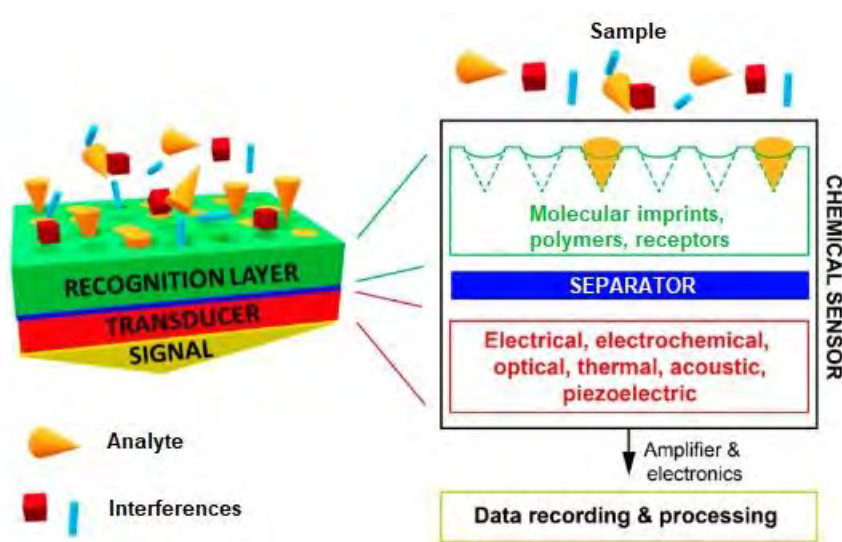 Sample
RECOGNITION LAYER
TRANSDUCER
SIGNAL
Analyte
Interferences
Molecular imprints,
polymers, receptors
SEPARATOR
Electrical, electrochemical,
optical, thermal, acoustic,
piezoelectric
CHEMICAL SENSOR
Amplifier &
electronics
Data recording & processing